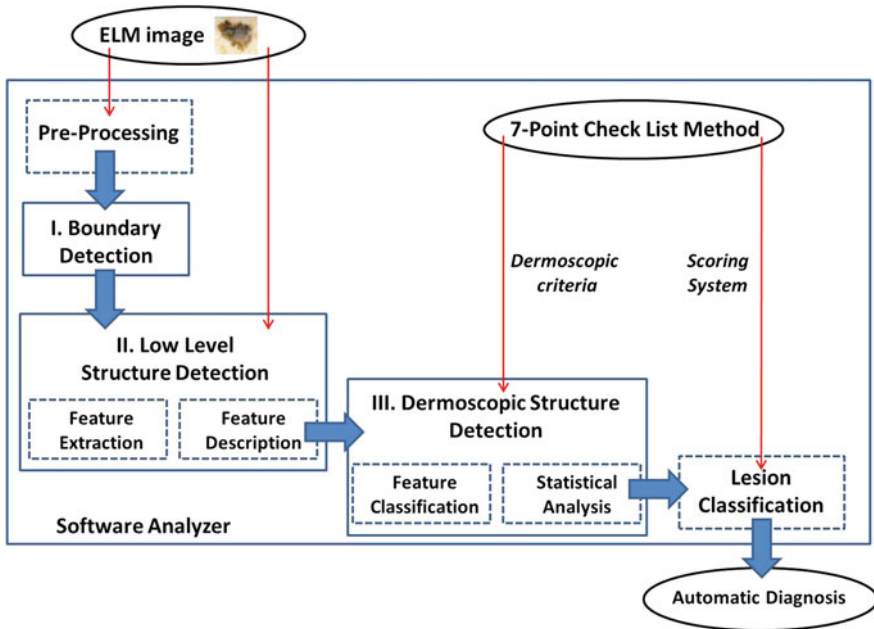 ELM image
Pre-Processing
7-Point Check List Method
I. Boundary
Detection
Dermoscopic
criteria
Scoring
System
II. Low Level
Structure Detection
Feature
Extraction
Feature
Description
III. Dermoscopic Structure
Detection
Feature
Classification
Statistical
Analysis
Lesion
Classification
Software Analyzer
Automatic Diagnosis